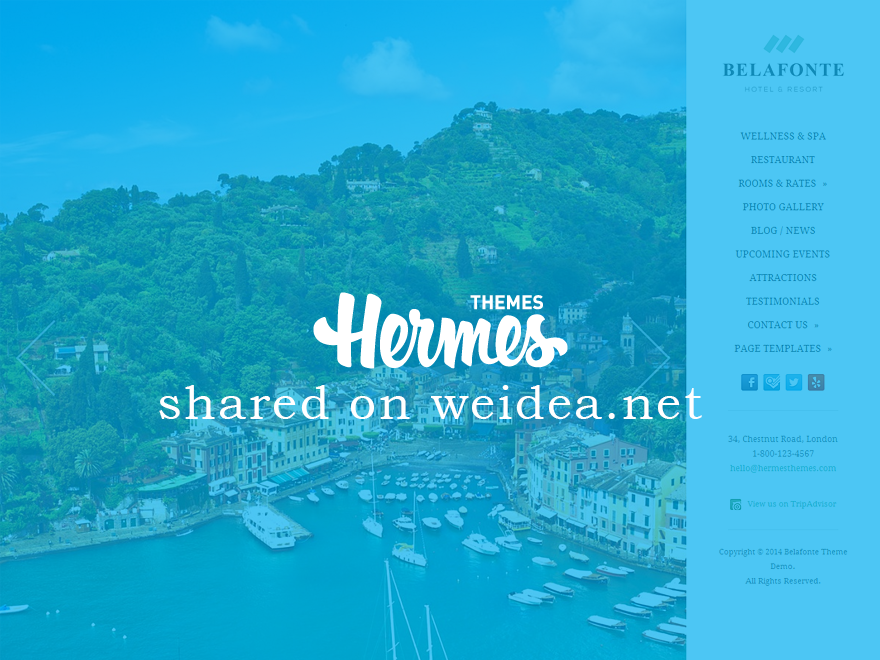 THEMES
Hermes
shared on weidea.net
BELAFONTE
HOTEL & RESORT
WELLNESS & SPA
RESTAURANT
ROOMS & RATES »
PHOTO GALLERY
BLOG / NEWS
UPCOMING EVENTS
ATTRACTIONS
TESTIMONIALS
CONTACT US »
PAGE TEMPLATES »
34, Chestnut Road, London
1-800-123-4567
hello@hermesthemes.com
View us on TripAdvisor
Copyright © 2014 Belafonte Theme
Demo.
All Rights Reserved.